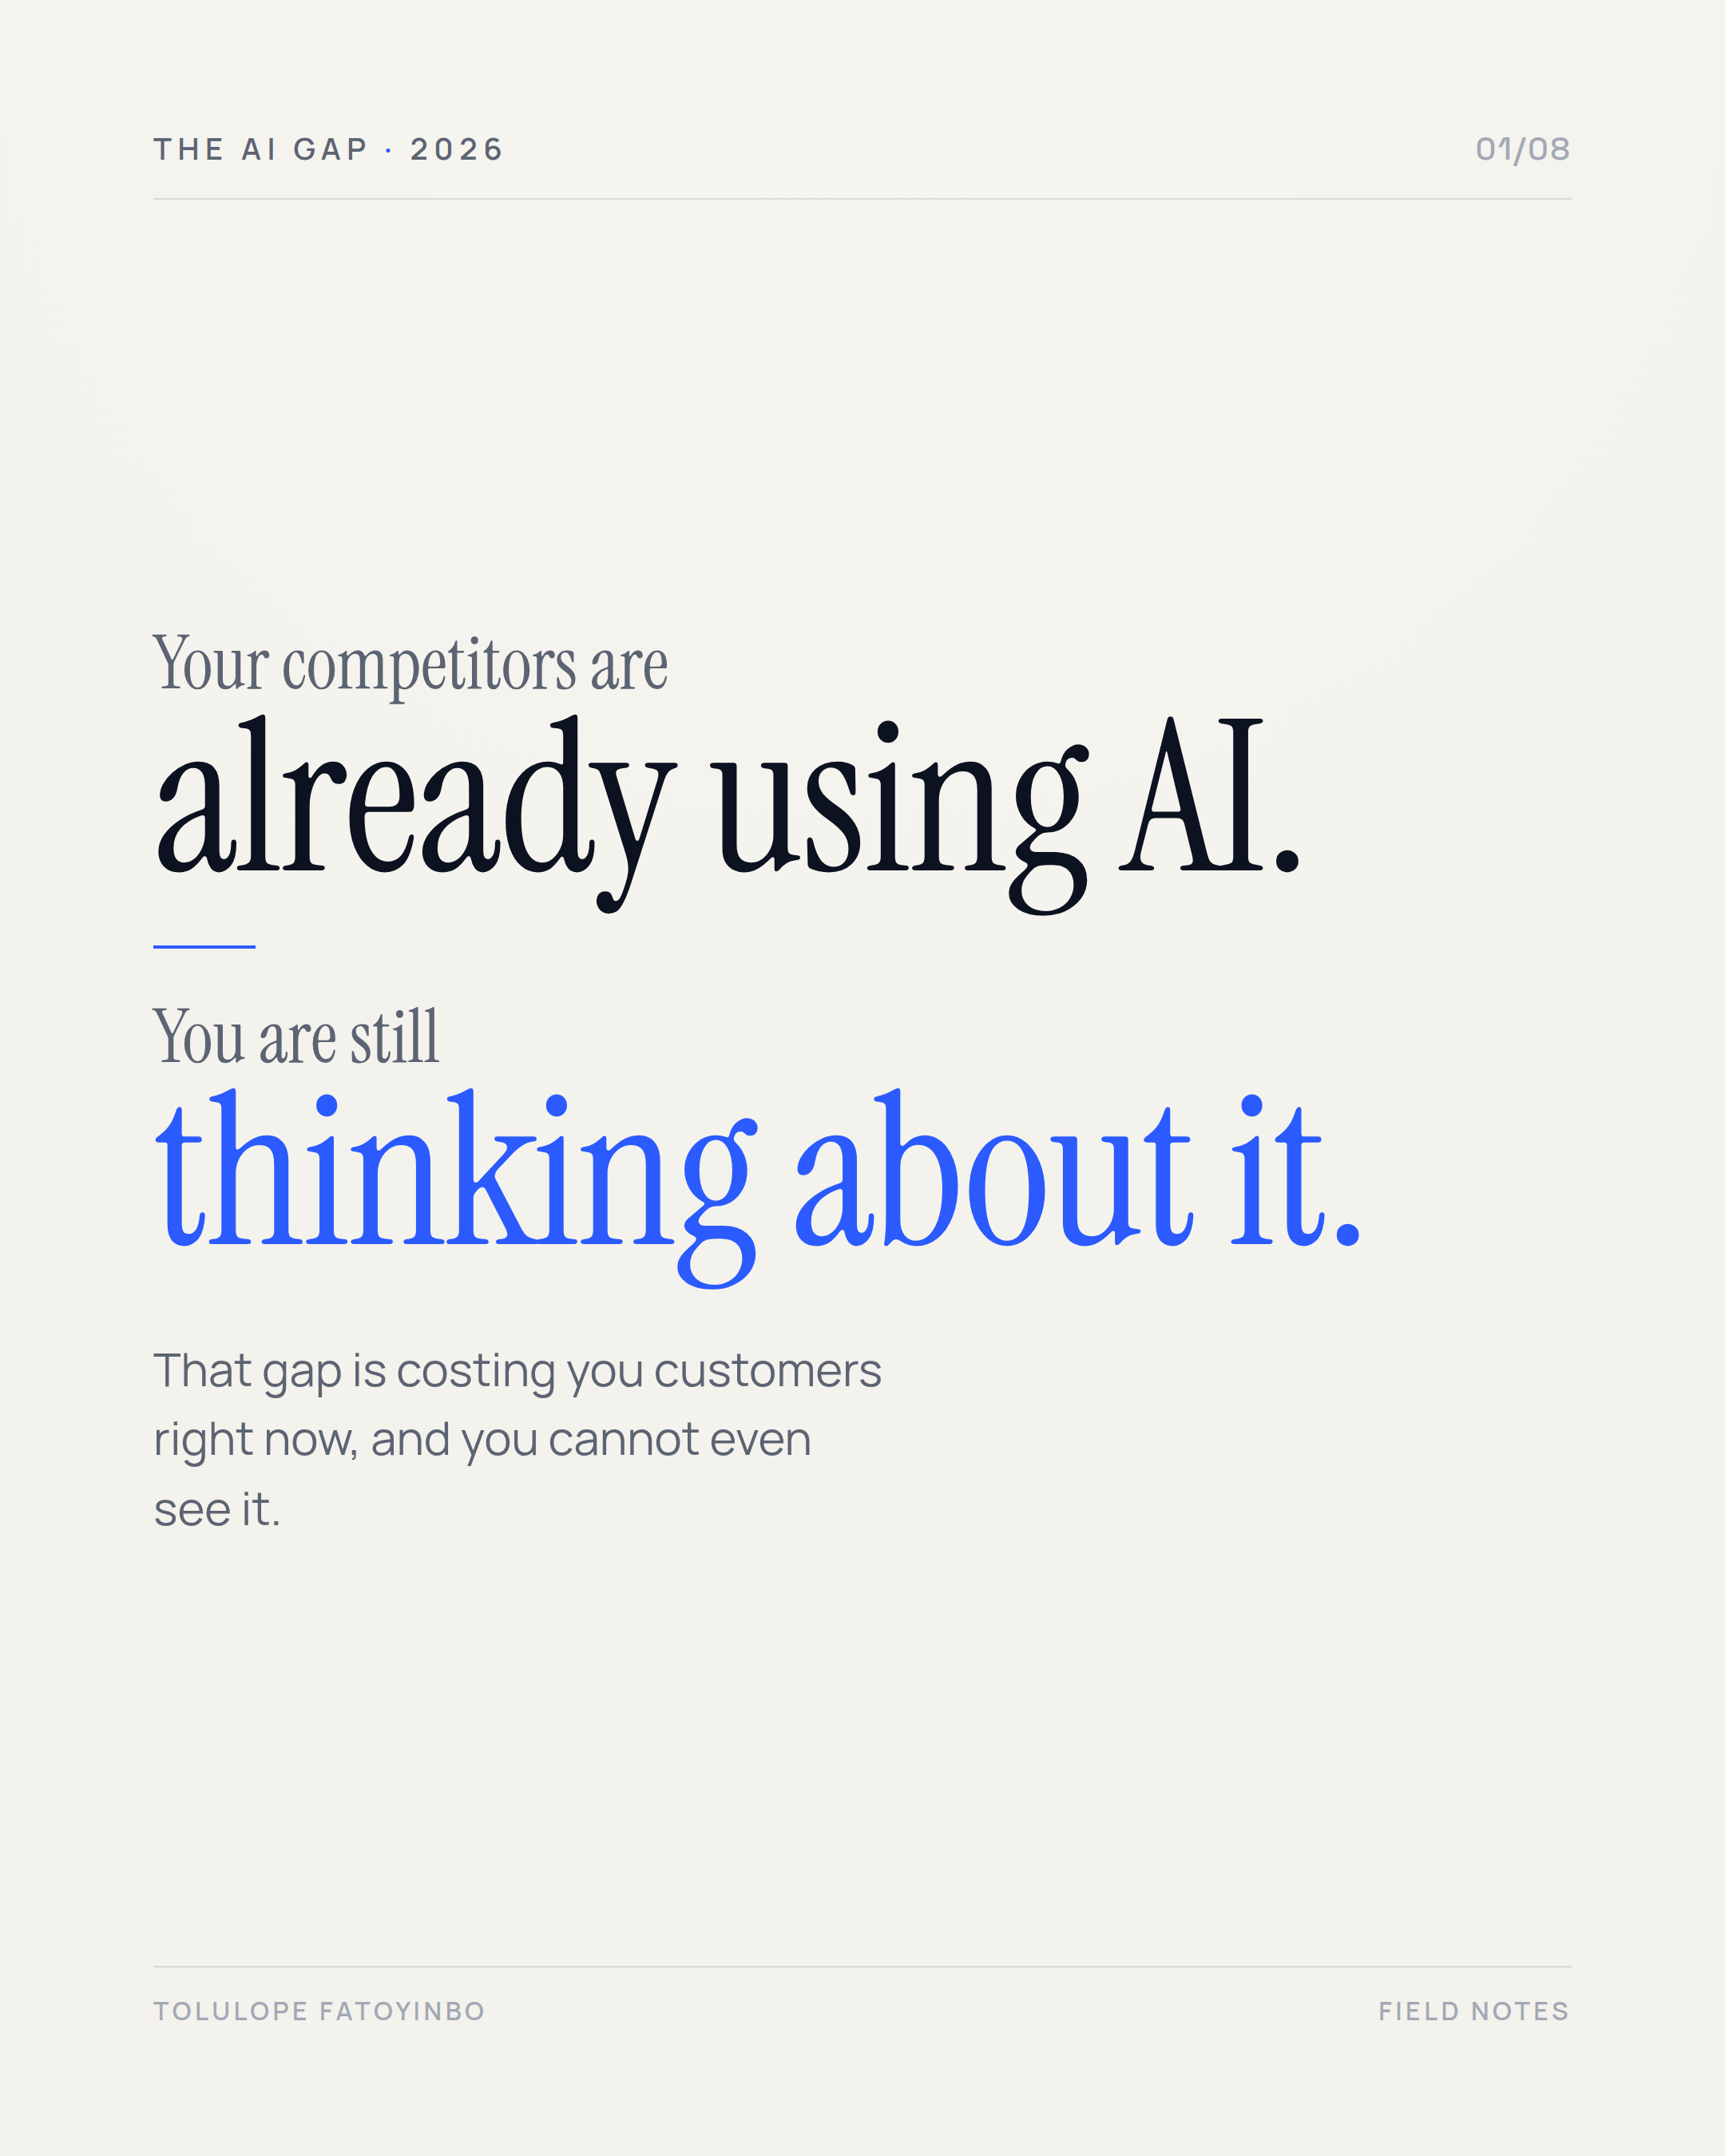 THE AI GAP · 2026
01/08
Your competitors are
already using AI.
You are still
thinking about it.
That gap is costing you customers
right now, and you cannot even
see it.
TOLULOPE FATOYINBO
FIELD NOTES